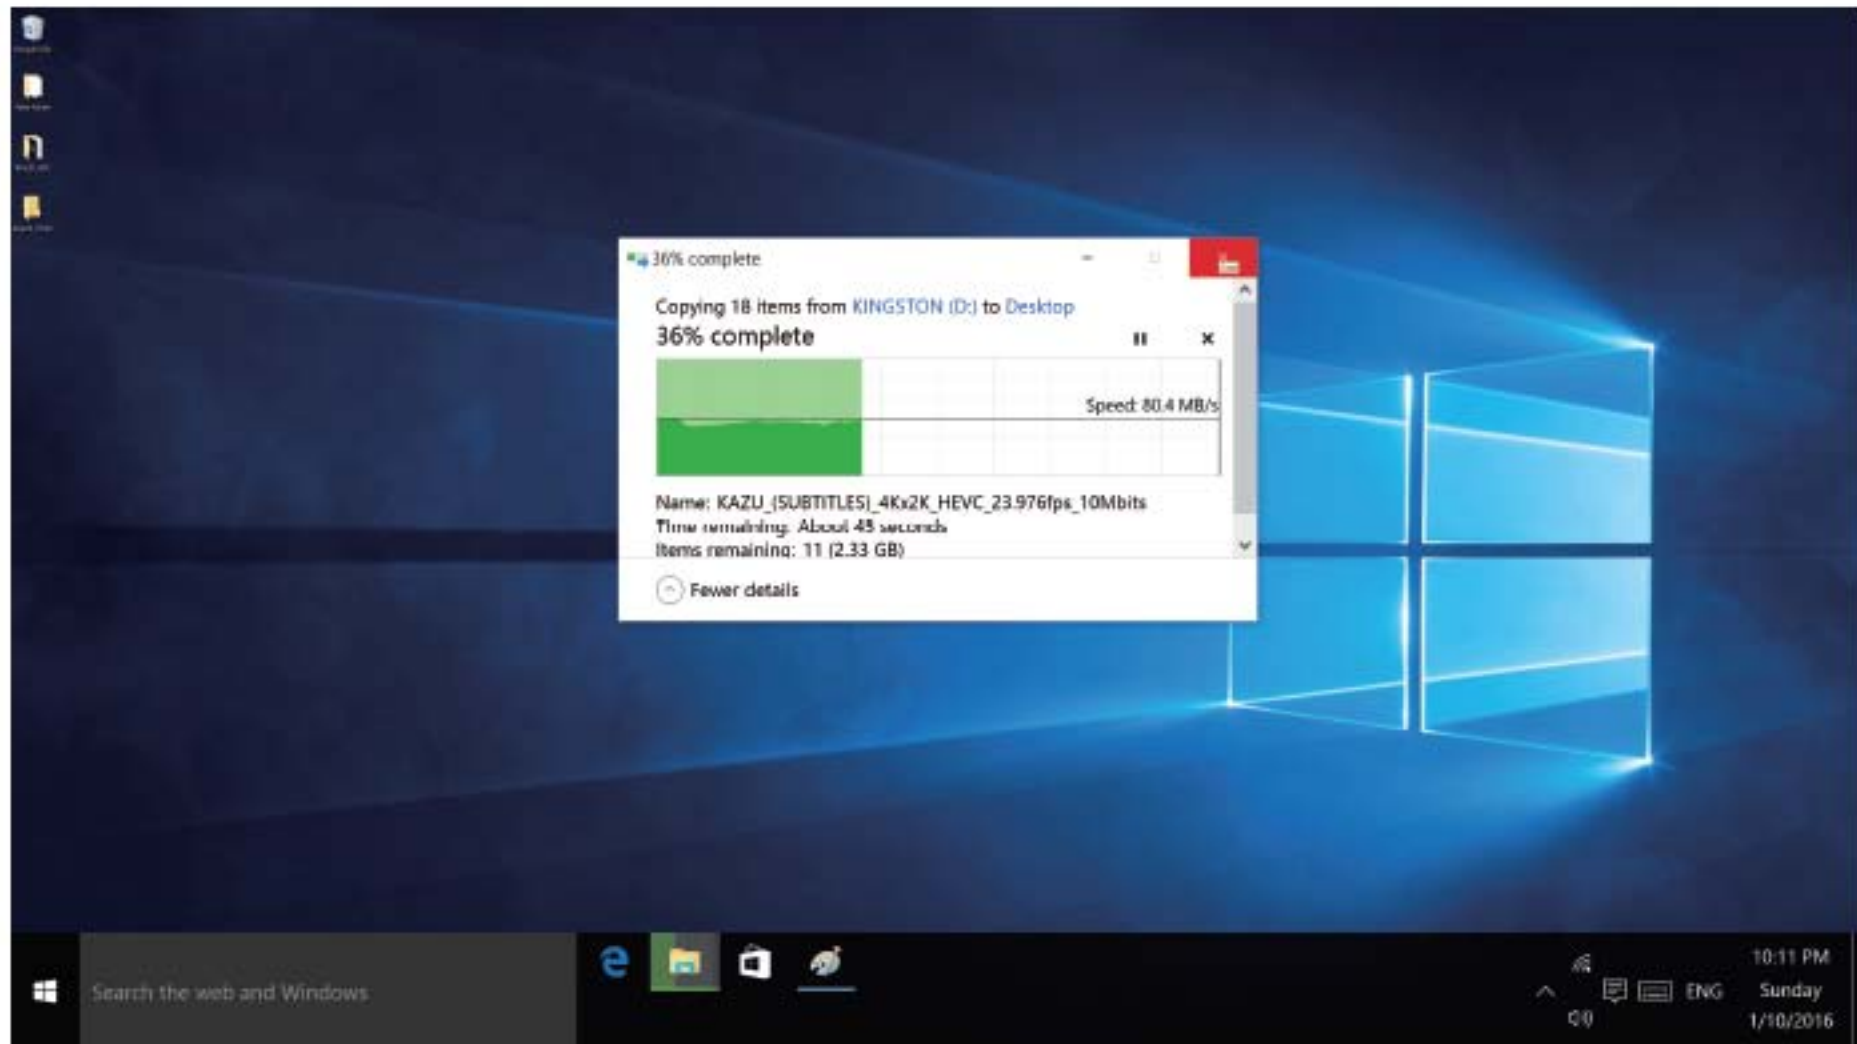 36% complete
Copying 18 items from KINGSTON (D:) to Desktop
36% complete
Speed: 80.4 MB/s
Name: KAZU_(SUBTITLES)_4Kx2K_HEVC_23.976fps_10Mbits
Time remaining: About 45 seconds
Items remaining: 11 (2.33 GB)
Fewer details
Search the web and Windows
ENG
10:11 PM
Sunday
1/10/2016